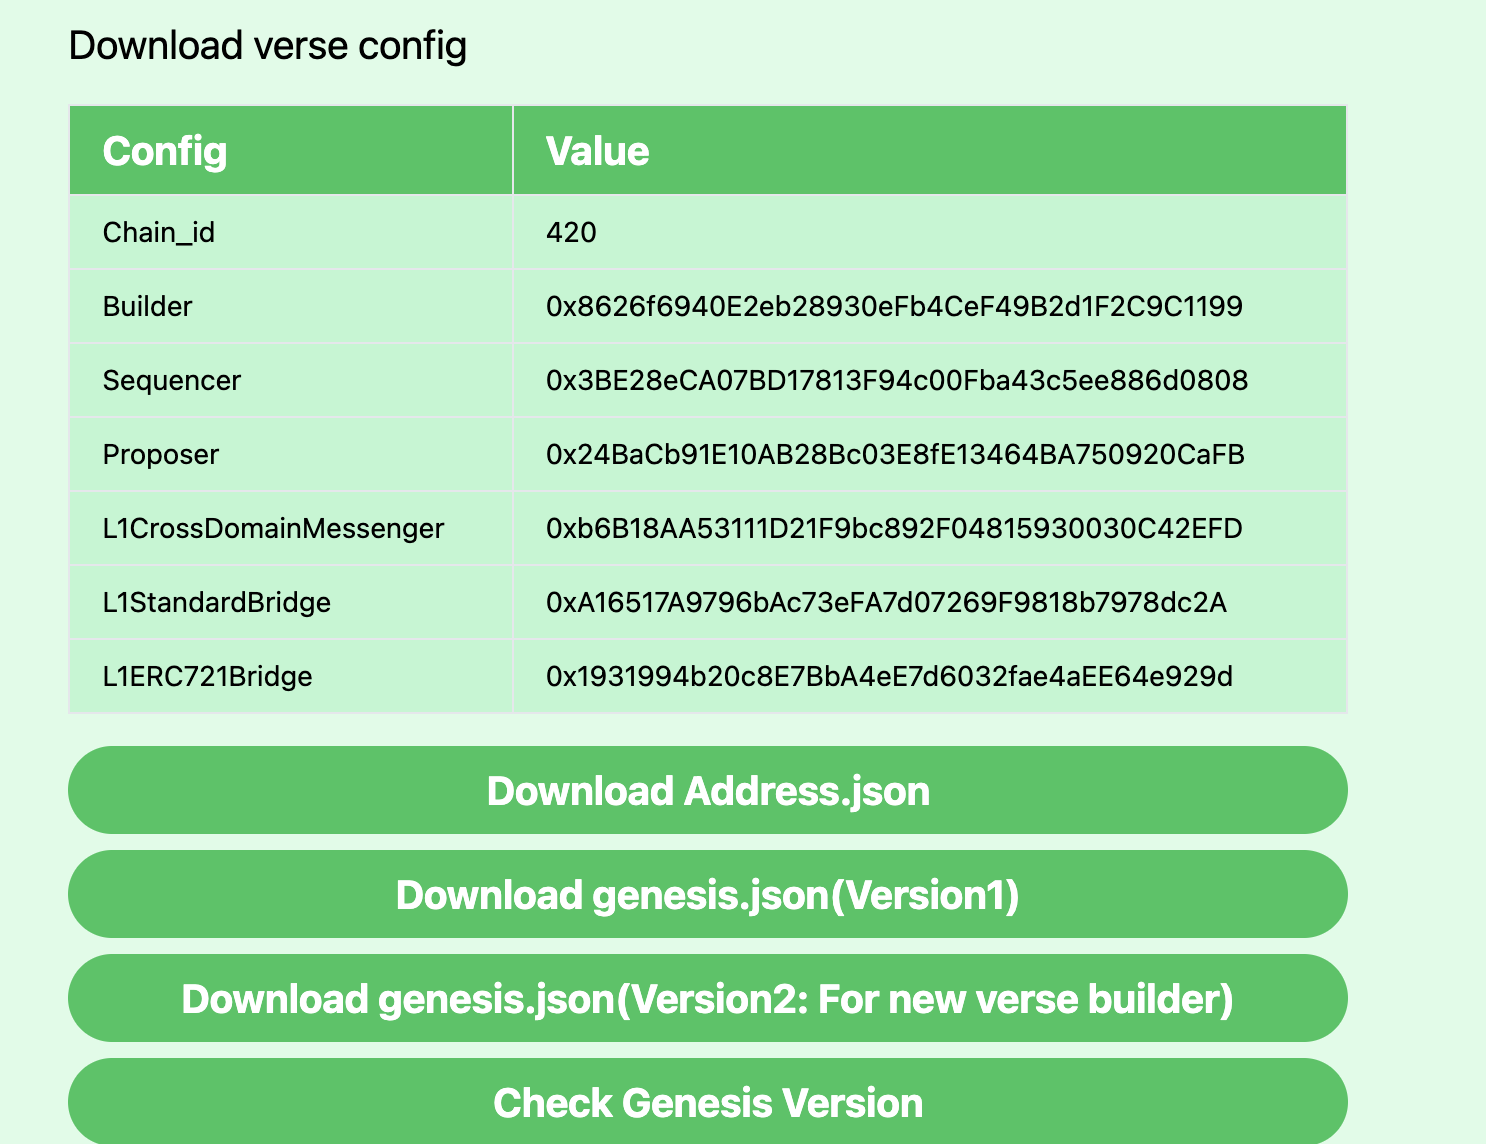 Download verse config
Config Value
Chain_id 420
Builder 0x8626f6940E2eb28930eFb4CeF49B2d1F2C9C1199
Sequencer 0x3BE28eCA07BD17813F94c00Fba43c5ee886d0808
Proposer 0x24BaCb91E10AB28Bc03E8fE13464BA750920CaFB
L1CrossDomainMessenger 0xb6B18AA53111D21F9bc892F04815930030C42EFD
L1StandardBridge 0xA16517A9796bAc73eFA7d07269F9818b7978dc2A
L1ERC721Bridge 0x1931994b20c8E7BbA4eE7d6032fae4aEE64e929d
Download Address.json
Download genesis.json(Version1)
Download genesis.json(Version2: For new verse builder)
Check Genesis Version